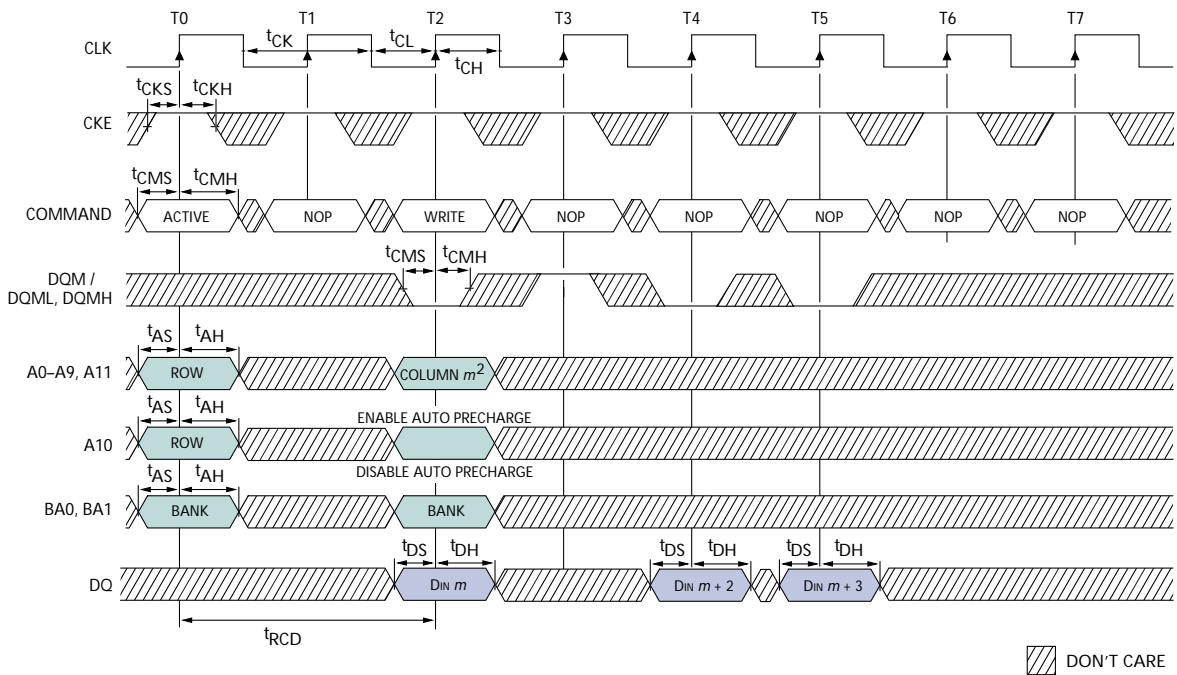 T0 T1 T2 T3 T4 T5 T6 T7
CLK tCK tCL tCH
tCKS tCKH
CKE
tCMS tCMH
COMMAND ACTIVE NOP WRITE NOP NOP NOP NOP NOP
tCMS tCMH
DQM /
DQML, DQMH
tAS tAH
A0–A9, A11 ROW COLUMN m2
tAS tAH ENABLE AUTO PRECHARGE
A10 ROW
DISABLE AUTO PRECHARGE
tAS tAH
BA0, BA1 BANK BANK
tDS tDH tDS tDH tDS tDH
DQ DIN m DIN m + 2 DIN m + 3
tRCD
DON'T CARE